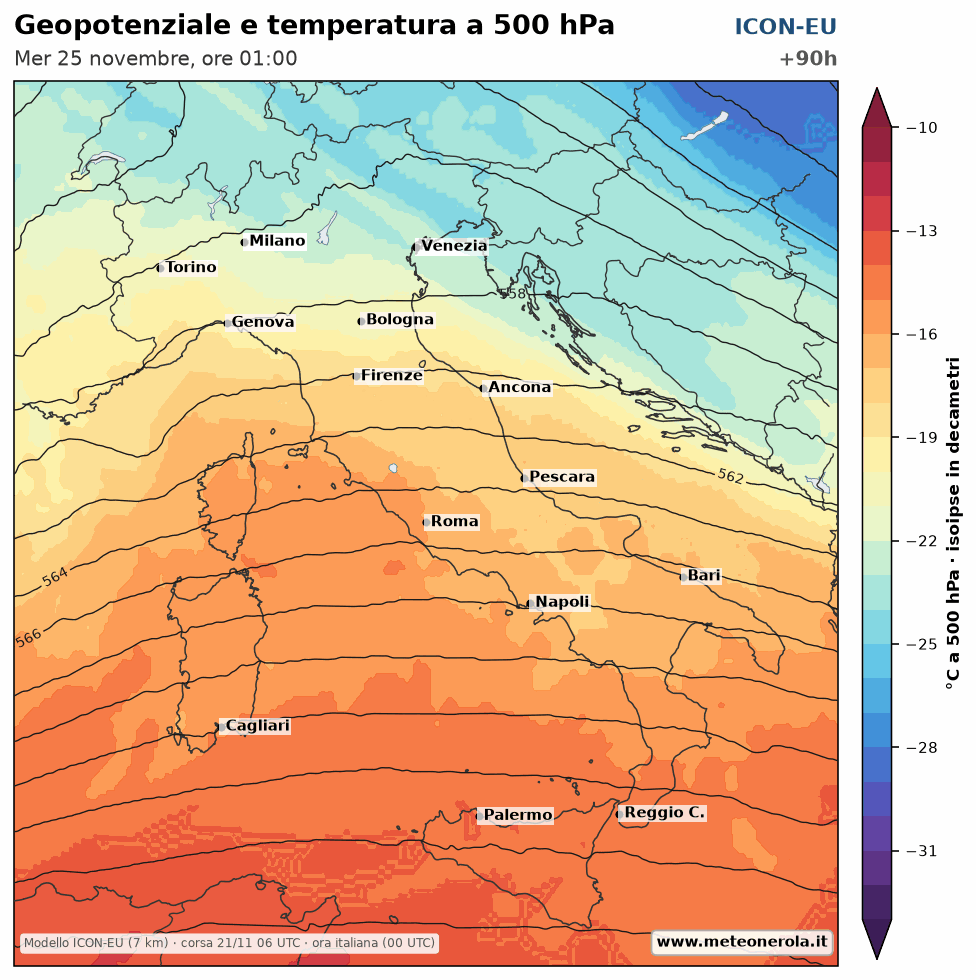 Geopotenziale e temperatura a 500 hPa
ICON-EU
Mer 25 novembre, ore 01:00
+90h
Milano
Venezia
Torino
558
Genova
Bologna
Firenze
Ancona
562
Pescara
Roma
564
Bari
Napoli
566
Cagliari
Palermo
Reggio C.
Modello ICON-EU (7 km) · corsa 21/11 06 UTC · ora italiana (00 UTC)
www.meteonerola.it
−10
−13
−16
−19
−22
−25
−28
−31
°C a 500 hPa · isoipse in decametri